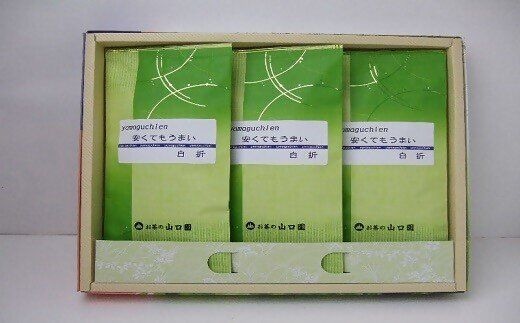 yamaguchien
安くてもうまい
白折
お茶の山口園
yamaguchien
安くてもうまい
白折
お茶の山口園
yamaguchien
安くてもうまい
白折
お茶の山口園